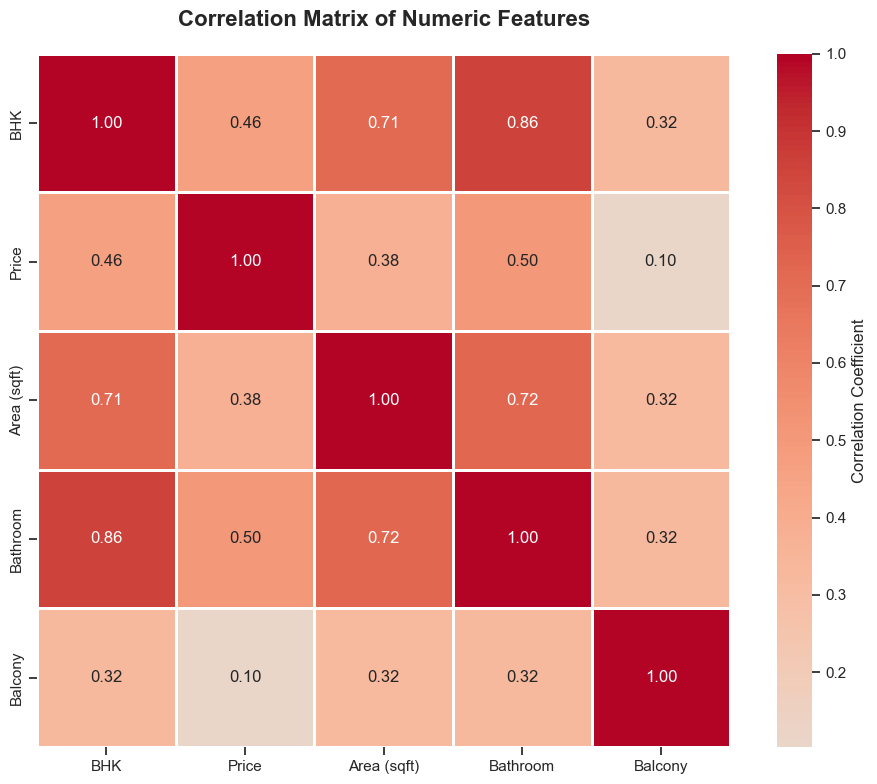 Correlation Matrix of Numeric Features
BHK
1.00 0.46 0.71 0.86 0.32
Price
0.46 1.00 0.38 0.50 0.10
Area (sqft)
0.71 0.38 1.00 0.72 0.32
Bathroom
0.86 0.50 0.72 1.00 0.32
Balcony
0.32 0.10 0.32 0.32 1.00
BHK Price Area (sqft) Bathroom Balcony
1.0
0.9
0.8
0.7
0.6
0.5
0.4
0.3
0.2
Correlation Coefficient